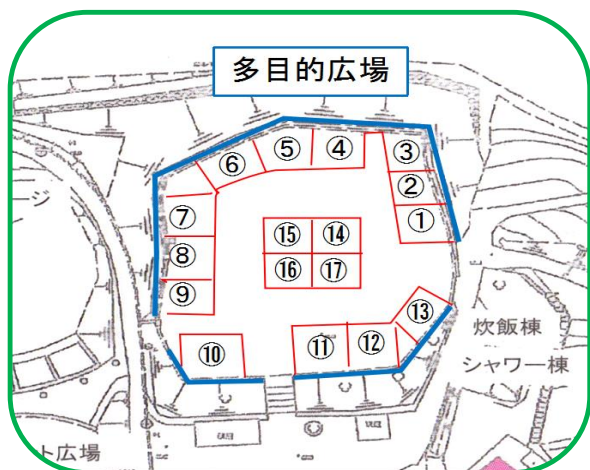 多目的広場
⑤ ④ ③
⑥ ②
⑦ ①
⑮ ⑭
⑧ ⑯ ⑰
⑨ ⑬
⑩ ⑪ ⑫
炊飯棟
シャワー棟
ージ
ト広場